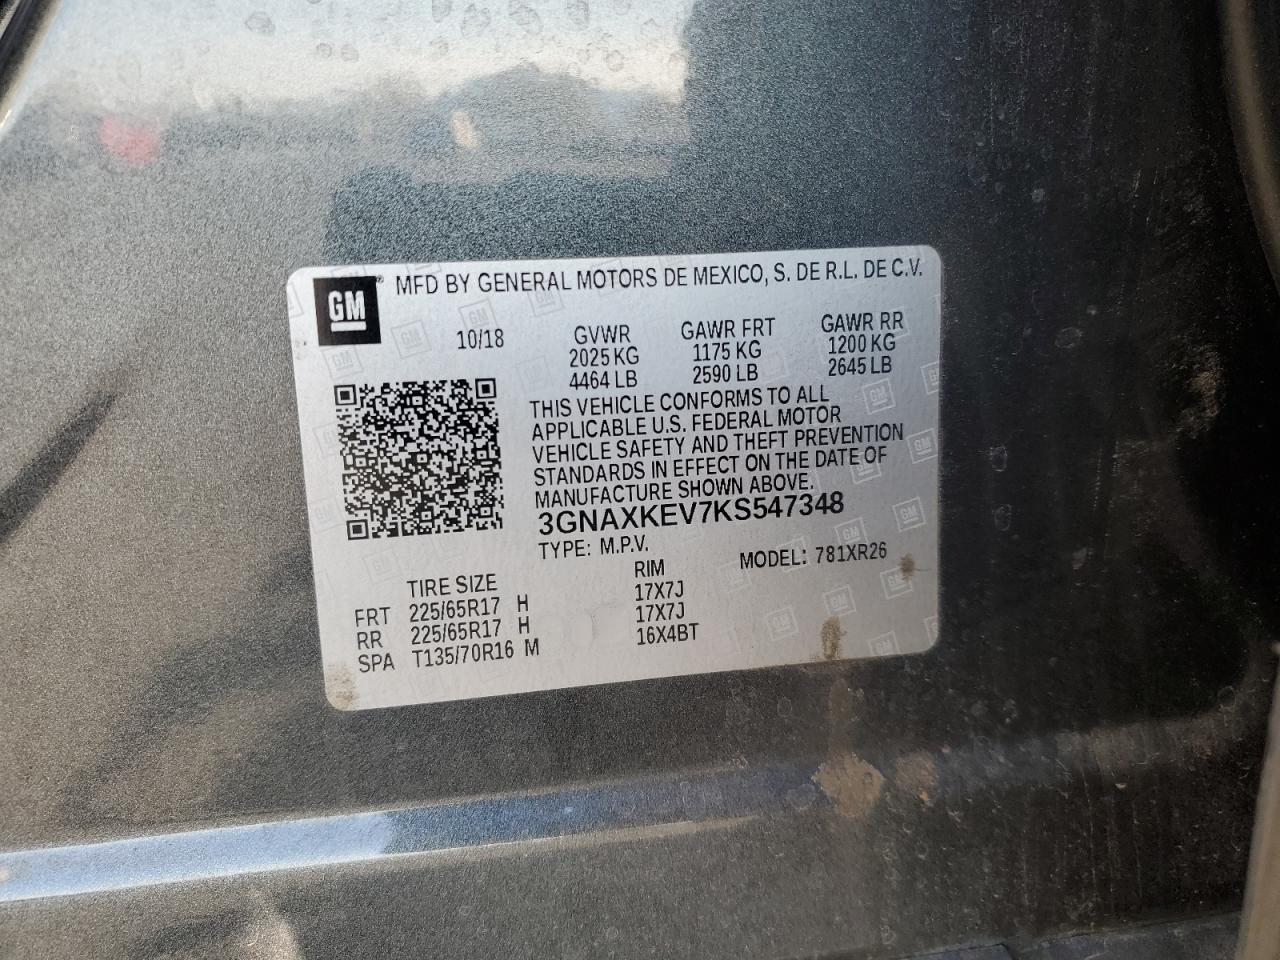 GM® MFD BY GENERAL MOTORS DE MEXICO, S. DE R.L. DE C.V.
10/18 GVWR GAWR FRT GAWR RR
2025 KG 1175 KG 1200 KG
4464 LB 2590 LB 2645 LB
THIS VEHICLE CONFORMS TO ALL
APPLICABLE U.S. FEDERAL MOTOR
VEHICLE SAFETY AND THEFT PREVENTION
STANDARDS IN EFFECT ON THE DATE OF
MANUFACTURE SHOWN ABOVE.
3GNAXKEV7KS547348
TYPE: M.P.V. MODEL: 781XR26
TIRE SIZE RIM
FRT 225/65R17 H 17X7J
RR 225/65R17 H 17X7J
SPA T135/70R16 M 16X4BT